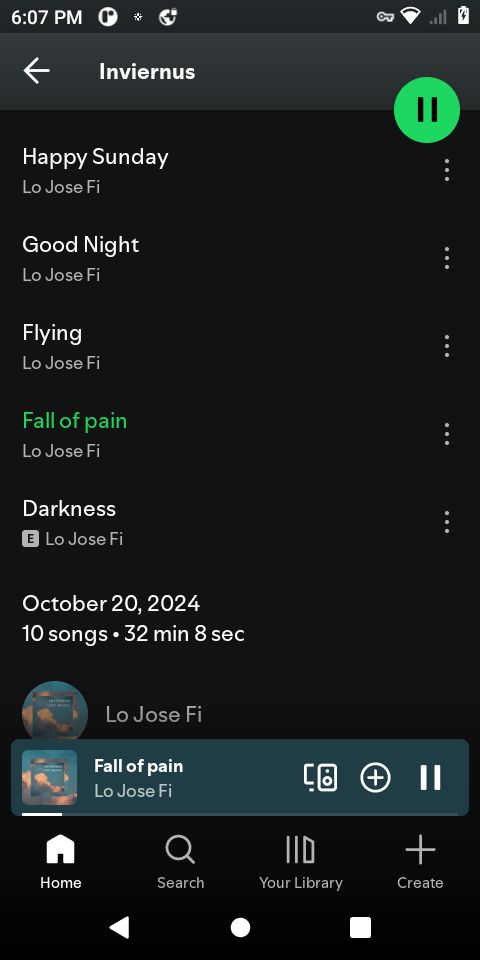 6:07 PM
Inviernus
Happy Sunday
Lo Jose Fi
Good Night
Lo Jose Fi
Flying
Lo Jose Fi
Fall of pain
Lo Jose Fi
Darkness
E Lo Jose Fi
October 20, 2024
10 songs • 32 min 8 sec
Lo Jose Fi
Fall of pain
Lo Jose Fi
Home
Search
Your Library
Create